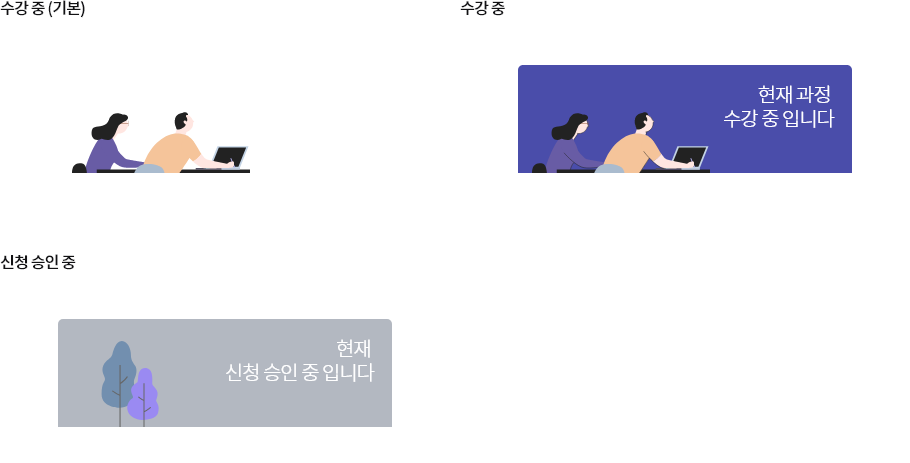 수강 중 (기본)
수강 중
현재 과정
수강 중 입니다
신청 승인 중
현재
신청 승인 중 입니다